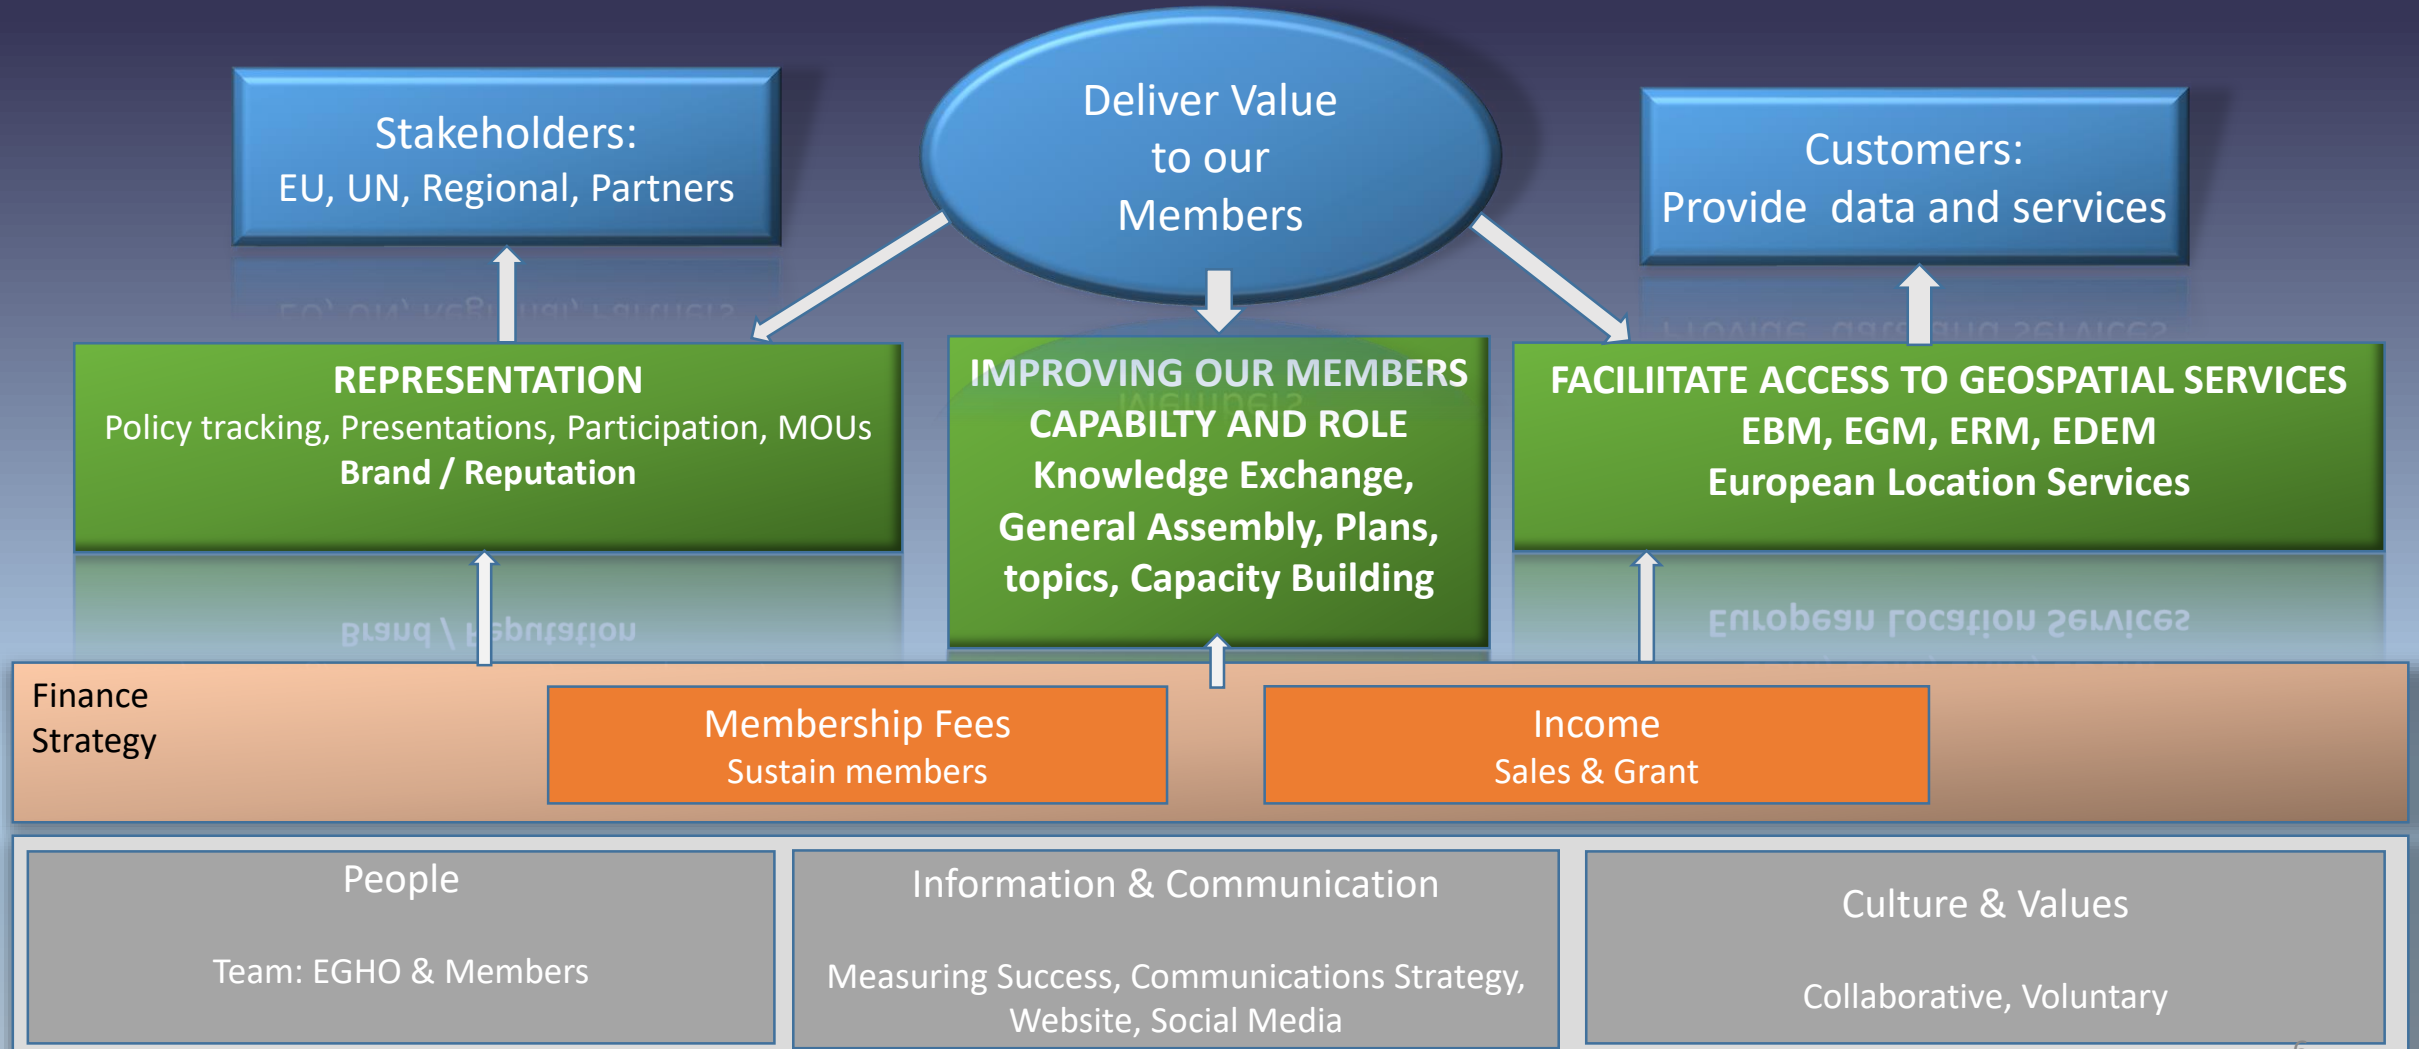 Stakeholders:
EU, UN, Regional, Partners
Deliver Value
to our
Members
Customers:
Provide data and services
REPRESENTATION
Policy tracking, Presentations, Participation, MOUs
Brand / Reputation
IMPROVING OUR MEMBERS
CAPABILTY AND ROLE
Knowledge Exchange,
General Assembly, Plans,
topics, Capacity Building
FACILIITATE ACCESS TO GEOSPATIAL SERVICES
EBM, EGM, ERM, EDEM
European Location Services
Finance
Strategy
Membership Fees
Sustain members
Income
Sales & Grant
People
Team: EGHO & Members
Information & Communication
Measuring Success, Communications Strategy,
Website, Social Media
Culture & Values
Collaborative, Voluntary